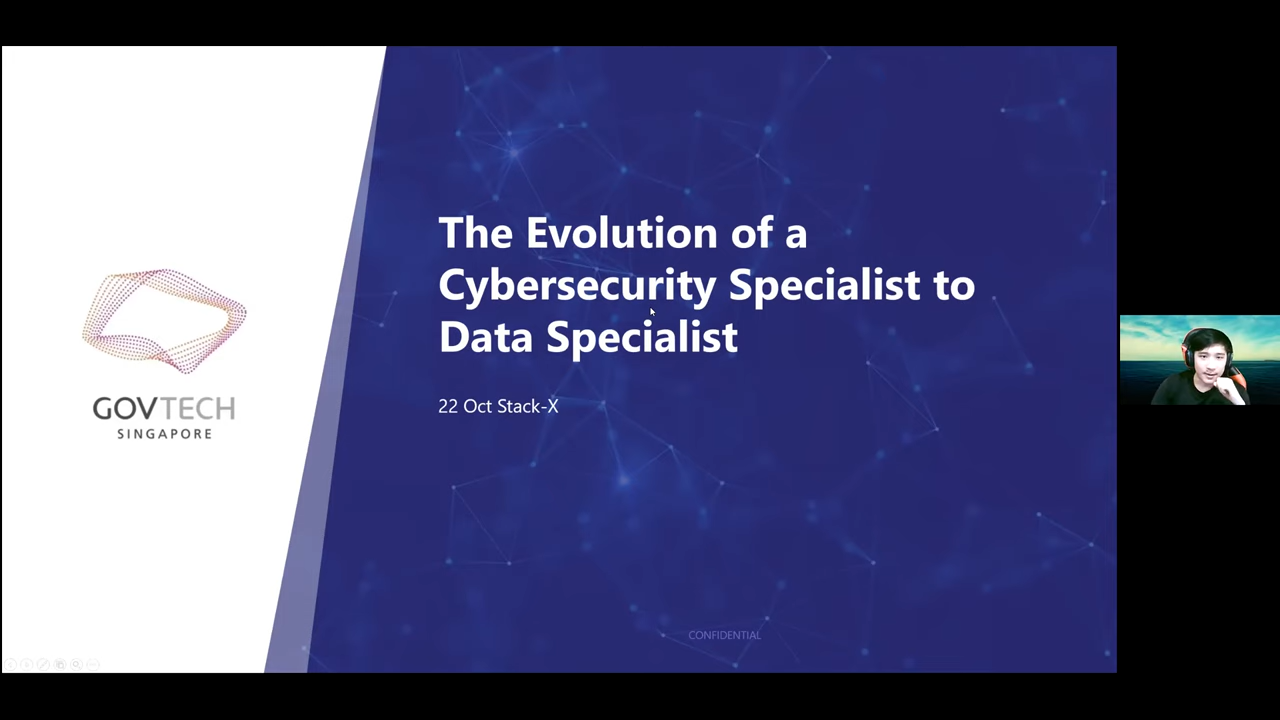 The Evolution of a
Cybersecurity Specialist to
Data Specialist
22 Oct Stack-X
GOVTECH
SINGAPORE
CONFIDENTIAL